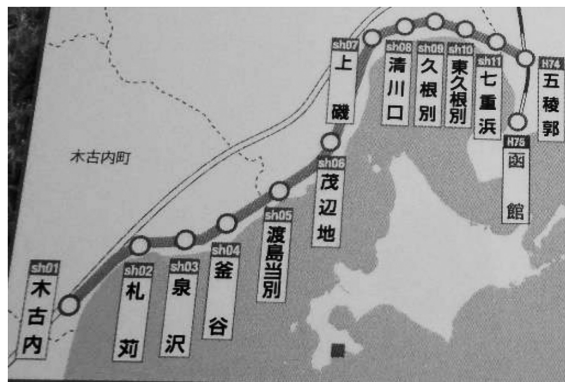 sh07
上磯
sh08
清川口
sh09
久根別
sh10
東久根別
sh11
七重浜
H74
五稜郭
H75
函館
木古内町
sh06
茂辺地
sh05
渡島当別
sh04
釜谷
sh03
泉沢
sh02
札苅
sh01
木古内